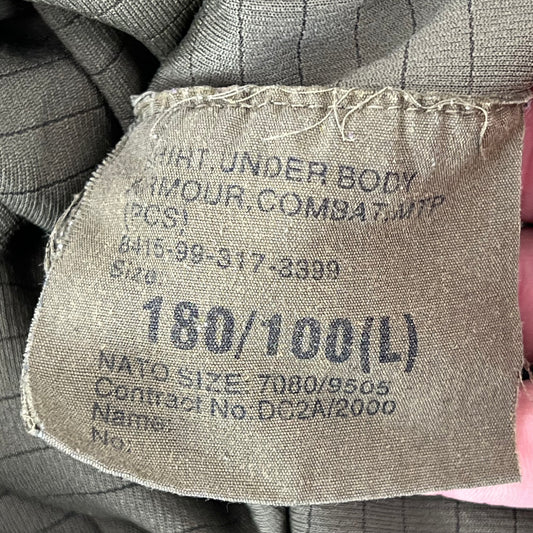 SHIRT, UNDER BODY
ARMOUR, COMBAT, MTP
(PCS)
8415-99-317-3399
Size:
180/100(L)
NATO SIZE: 7080/9505
Contract No. DC2A/2000
Name:
No: